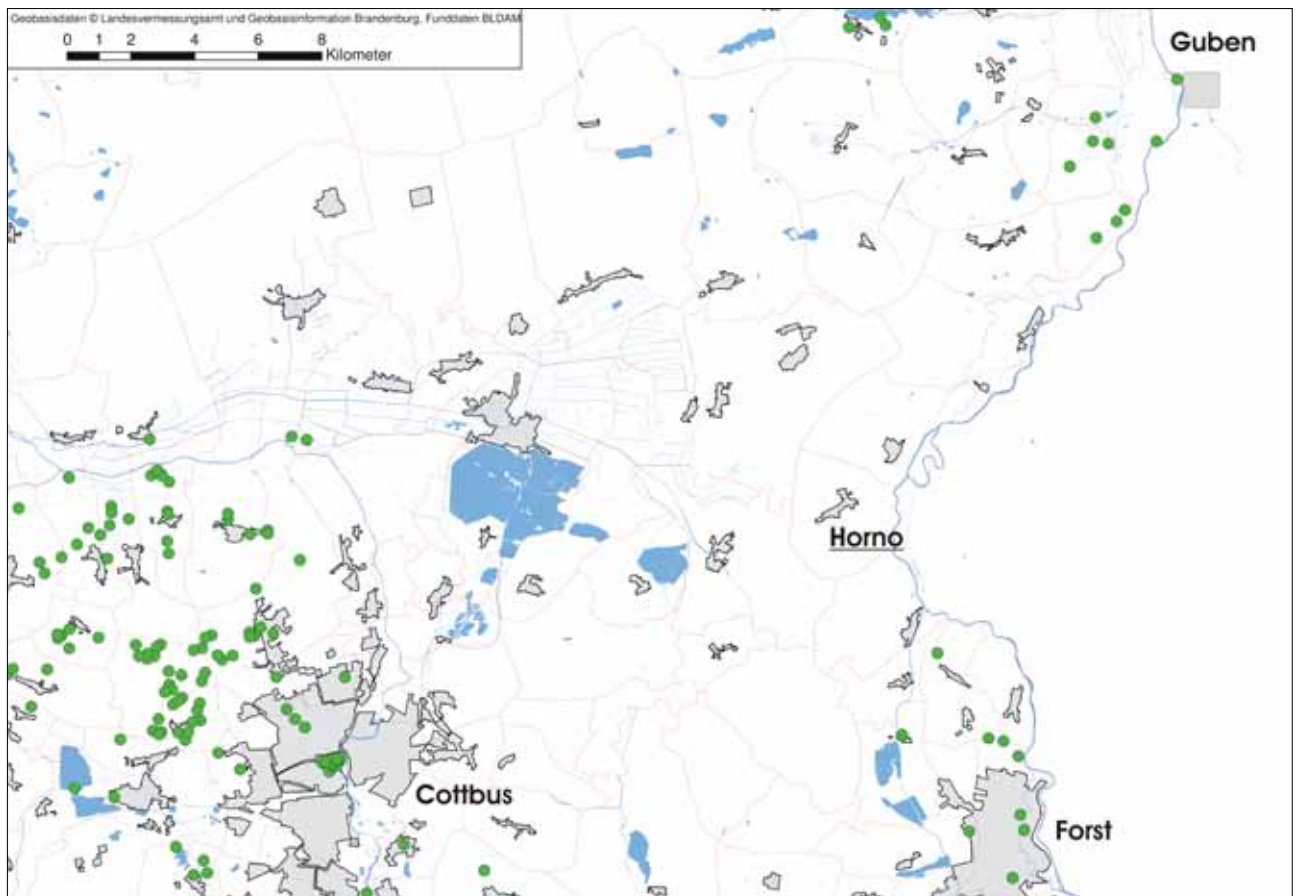 Geobasisdaten © Landesvermessungsamt und Geobasisinformation Brandenburg, Funddaten BLDAM
0 1 2 4 6 8
Kilometer
Guben
Horno
Cottbus
Forst